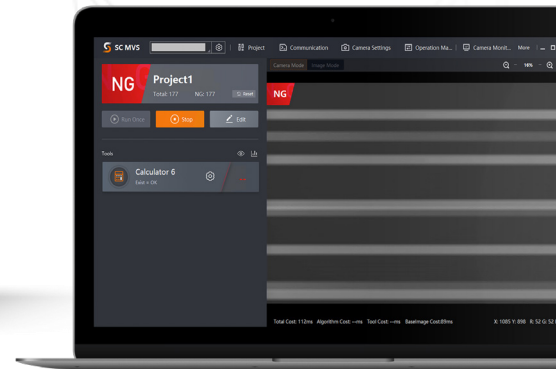 SC MVS
Project
Communication
Camera Settings
Operation Ma...
Camera Monit...
More
Camera Mode
Image Mode
NG
Project1
Total: 177 NG: 177
Reset
NG
Run Once
Stop
Edit
Tools
Calculator 6
Total Cost: 112ms Algorithm Cost: --ms Tool Cost: --ms BaseImage Cost:89ms
X: 1085 Y: 898 R: 52 G: 52